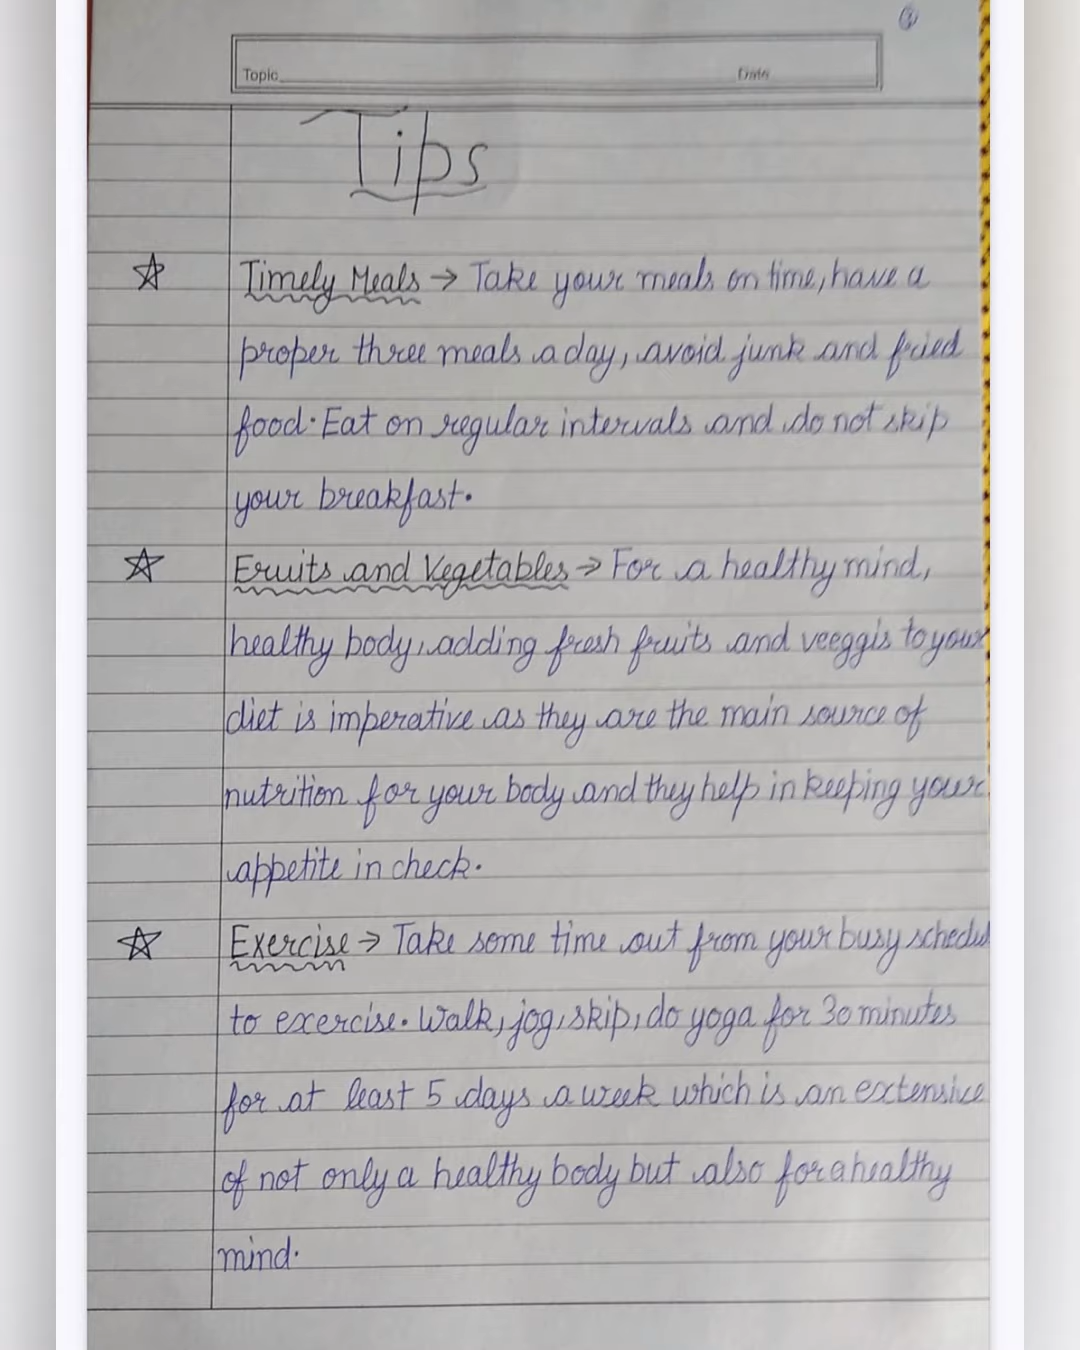 Topic
Date
Tips
☆ Timely Meals → Take your meals on time, have a
proper three meals a day, avoid junk and fried
food. Eat on regular intervals and do not skip
your breakfast.
☆ Fruits and Vegetables → For a healthy mind,
healthy body, adding fresh fruits and veeggis to your
diet is imperative as they are the main source of
nutrition for your body and they help in keeping your
appetite in check.
☆ Exercise → Take some time out from your busy schedul
to exercise. Walk, jog, skip, do yoga for 30 minutes
for at least 5 days a week which is an extensive
of not only a healthy body but also for a healthy
mind.